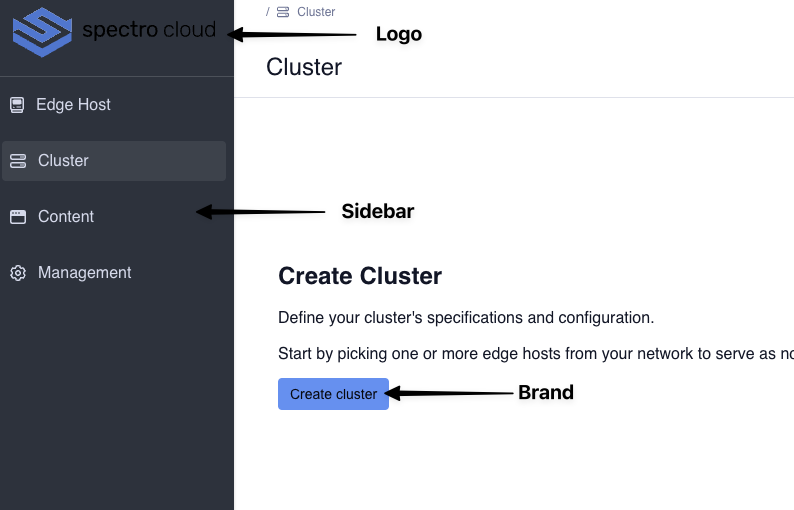 spectro cloud
Logo
/ Cluster
Cluster
Edge Host
Cluster
Content
Management
Sidebar
Create Cluster
Define your cluster's specifications and configuration.
Start by picking one or more edge hosts from your network to serve as
Create cluster
Brand